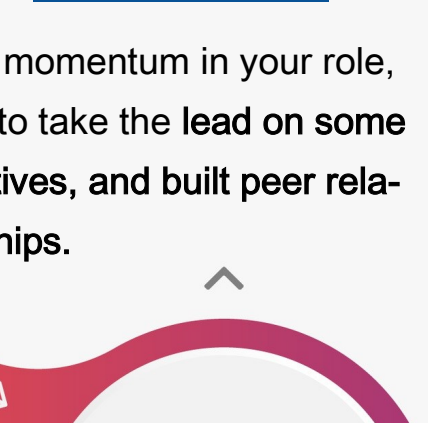 momentum in your role,
to take the lead on some
tives, and built peer rela-
hips.